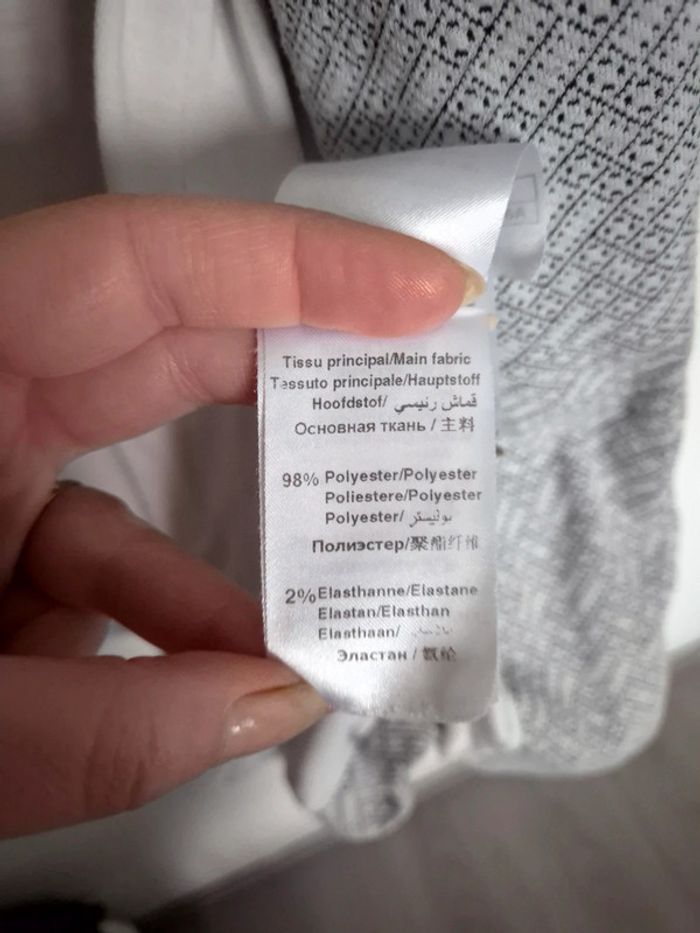 Tissu principal/Main fabric
Tessuto principale/Hauptstoff
Hoofdstof/ قماش رئيسي
Основная ткань / 主料
98% Polyester/Polyester
Poliestere/Polyester
Polyester/ بوليستر
Полиэстер/聚酯纤维
2% Elasthanne/Elastane
Elastan/Elasthan
Elasthaan/
Эластан / 氨纶